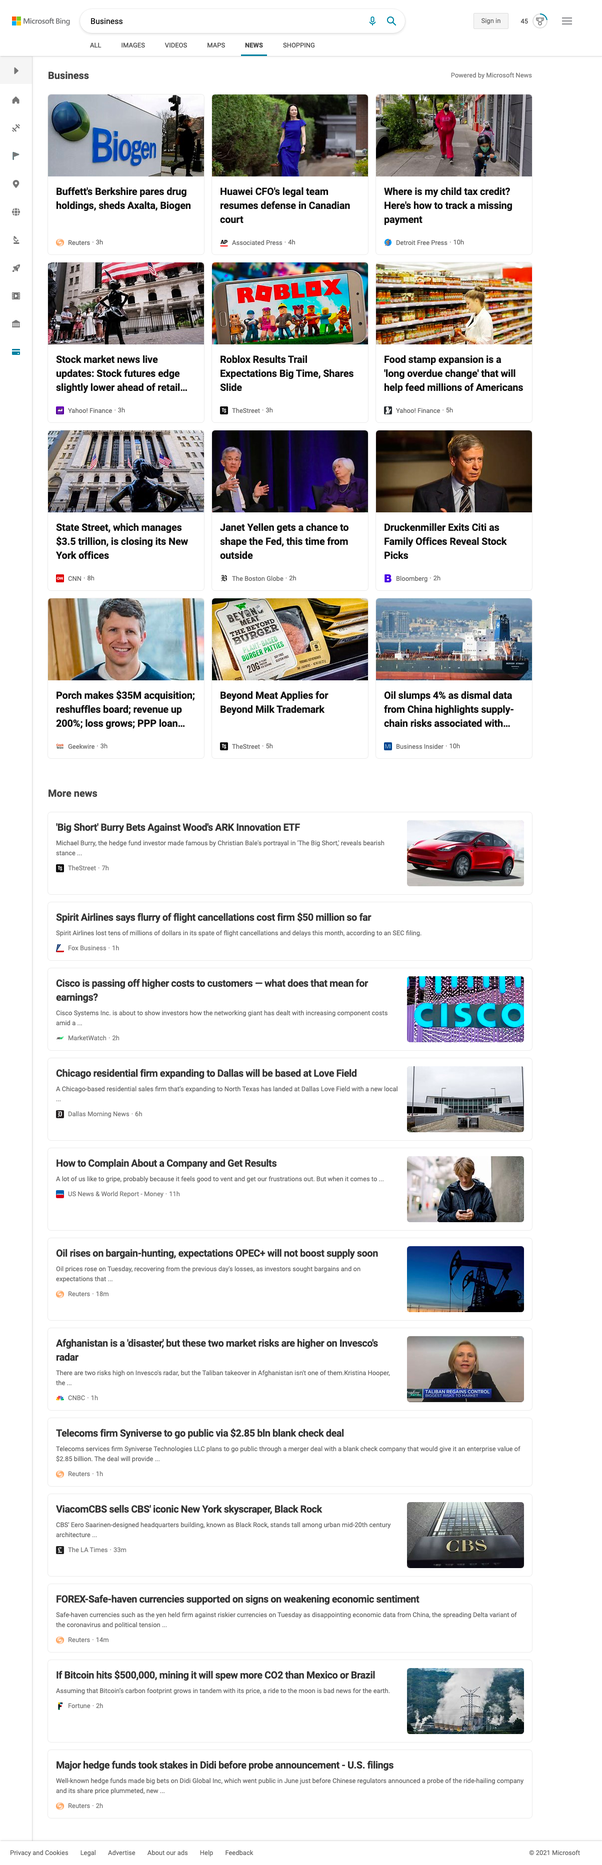 Microsoft Bing
Business
Sign in
45
ALL IMAGES VIDEOS MAPS NEWS SHOPPING
Business
Powered by Microsoft News
Biogen
Buffett's Berkshire pares drug
holdings, sheds Axalta, Biogen
Reuters · 3h
Huawei CFO's legal team
resumes defense in Canadian
court
AP Associated Press · 4h
Where is my child tax credit?
Here's how to track a missing
payment
Detroit Free Press · 10h
Stock market news live
updates: Stock futures edge
slightly lower ahead of retail...
Yahoo! Finance · 3h
ROBLOX
Roblox Results Trail
Expectations Big Time, Shares
Slide
TheStreet · 3h
Food stamp expansion is a
'long overdue change' that will
help feed millions of Americans
Yahoo! Finance · 5h
State Street, which manages
$3.5 trillion, is closing its New
York offices
CNN · 8h
Janet Yellen gets a chance to
shape the Fed, this time from
outside
The Boston Globe · 2h
Druckenmiller Exits Citi as
Family Offices Reveal Stock
Picks
Bloomberg · 2h
Porch makes $35M acquisition;
reshuffles board; revenue up
200%; loss grows; PPP loan...
Geekwire · 3h
BEYOND
MEAT
THE BEYOND
BURGER
PLANT-BASED
BURGER PATTIES
20G
Beyond Meat Applies for
Beyond Milk Trademark
TheStreet · 5h
Oil slumps 4% as dismal data
from China highlights supply-
chain risks associated with...
Business Insider · 10h
More news
'Big Short' Burry Bets Against Wood's ARK Innovation ETF
Michael Burry, the hedge fund investor made famous by Christian Bale's portrayal in 'The Big Short,' reveals bearish
stance ...
TheStreet · 7h
Spirit Airlines says flurry of flight cancellations cost firm $50 million so far
Spirit Airlines lost tens of millions of dollars in its spate of flight cancellations and delays this month, according to an SEC filing.
Fox Business · 1h
Cisco is passing off higher costs to customers — what does that mean for
earnings?
Cisco Systems Inc. is about to show investors how the networking giant has dealt with increasing component costs
amid a ...
MarketWatch · 2h
CISCO
Chicago residential firm expanding to Dallas will be based at Love Field
A Chicago-based residential sales firm that's expanding to North Texas has landed at Dallas Love Field with a new local
...
Dallas Morning News · 6h
How to Complain About a Company and Get Results
A lot of us like to gripe, probably because it feels good to vent and get our frustrations out. But when it comes to ...
US News & World Report - Money · 11h
Oil rises on bargain-hunting, expectations OPEC+ will not boost supply soon
Oil prices rose on Tuesday, recovering from the previous day's losses, as investors sought bargains and on
expectations that ...
Reuters · 18m
Afghanistan is a 'disaster,' but these two market risks are higher on Invesco's
radar
There are two risks high on Invesco's radar, but the Taliban takeover in Afghanistan isn't one of them.Kristina Hooper,
the ...
CNBC · 1h
TALIBAN REGAINS CONTROL
BIGGEST RISKS TO MARKET
Telecoms firm Syniverse to go public via $2.85 bln blank check deal
Telecoms services firm Syniverse Technologies LLC plans to go public through a merger deal with a blank check company that would give it an enterprise value of
$2.85 billion. The deal will provide ...
Reuters · 1h
ViacomCBS sells CBS' iconic New York skyscraper, Black Rock
CBS' Eero Saarinen-designed headquarters building, known as Black Rock, stands tall among urban mid-20th century
architecture ...
The LA Times · 33m
CBS
FOREX-Safe-haven currencies supported on signs on weakening economic sentiment
Safe-haven currencies such as the yen held firm against riskier currencies on Tuesday as disappointing economic data from China, the spreading Delta variant of
the coronavirus and political tension ...
Reuters · 14m
If Bitcoin hits $500,000, mining it will spew more CO2 than Mexico or Brazil
Assuming that Bitcoin's carbon footprint grows in tandem with its price, a ride to the moon is bad news for the earth.
Fortune · 2h
Major hedge funds took stakes in Didi before probe announcement - U.S. filings
Well-known hedge funds made big bets on Didi Global Inc, which went public in June just before Chinese regulators announced a probe of the ride-hailing company
and its share price plummeted, new ...
Reuters · 2h
Privacy and Cookies Legal Advertise About our ads Help Feedback
© 2021 Microsoft